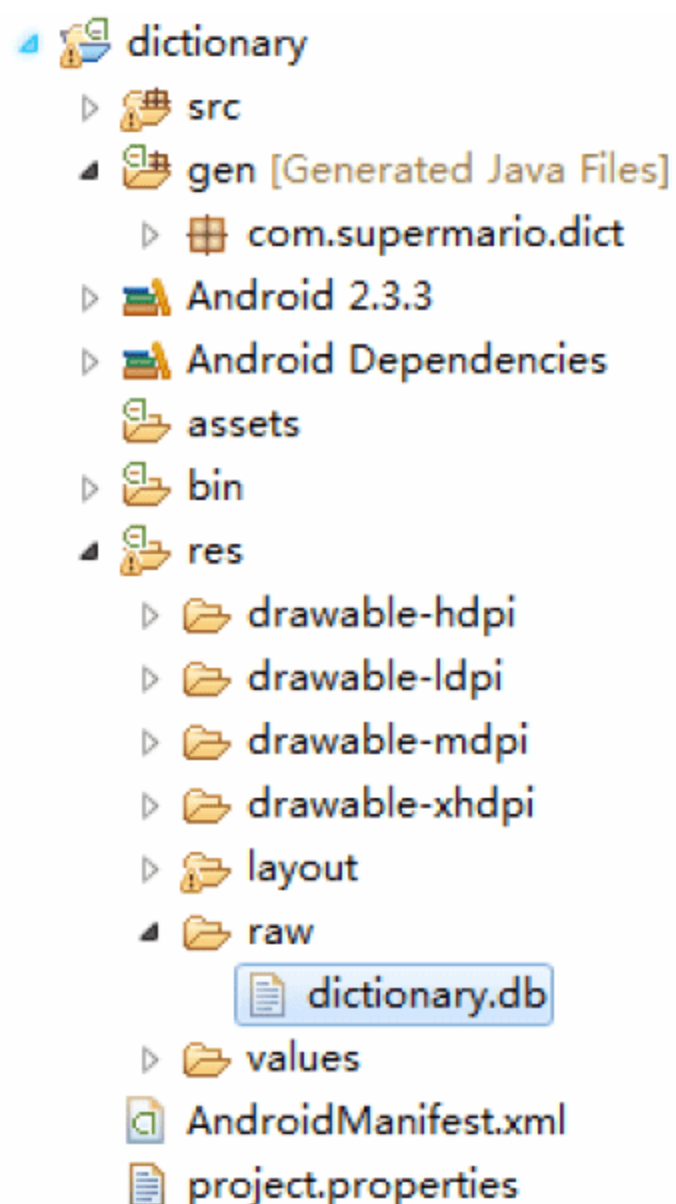 dictionary
src
gen [Generated Java Files]
com.supermario.dict
Android 2.3.3
Android Dependencies
assets
bin
res
drawable-hdpi
drawable-ldpi
drawable-mdpi
drawable-xhdpi
layout
raw
dictionary.db
values
AndroidManifest.xml
project.properties